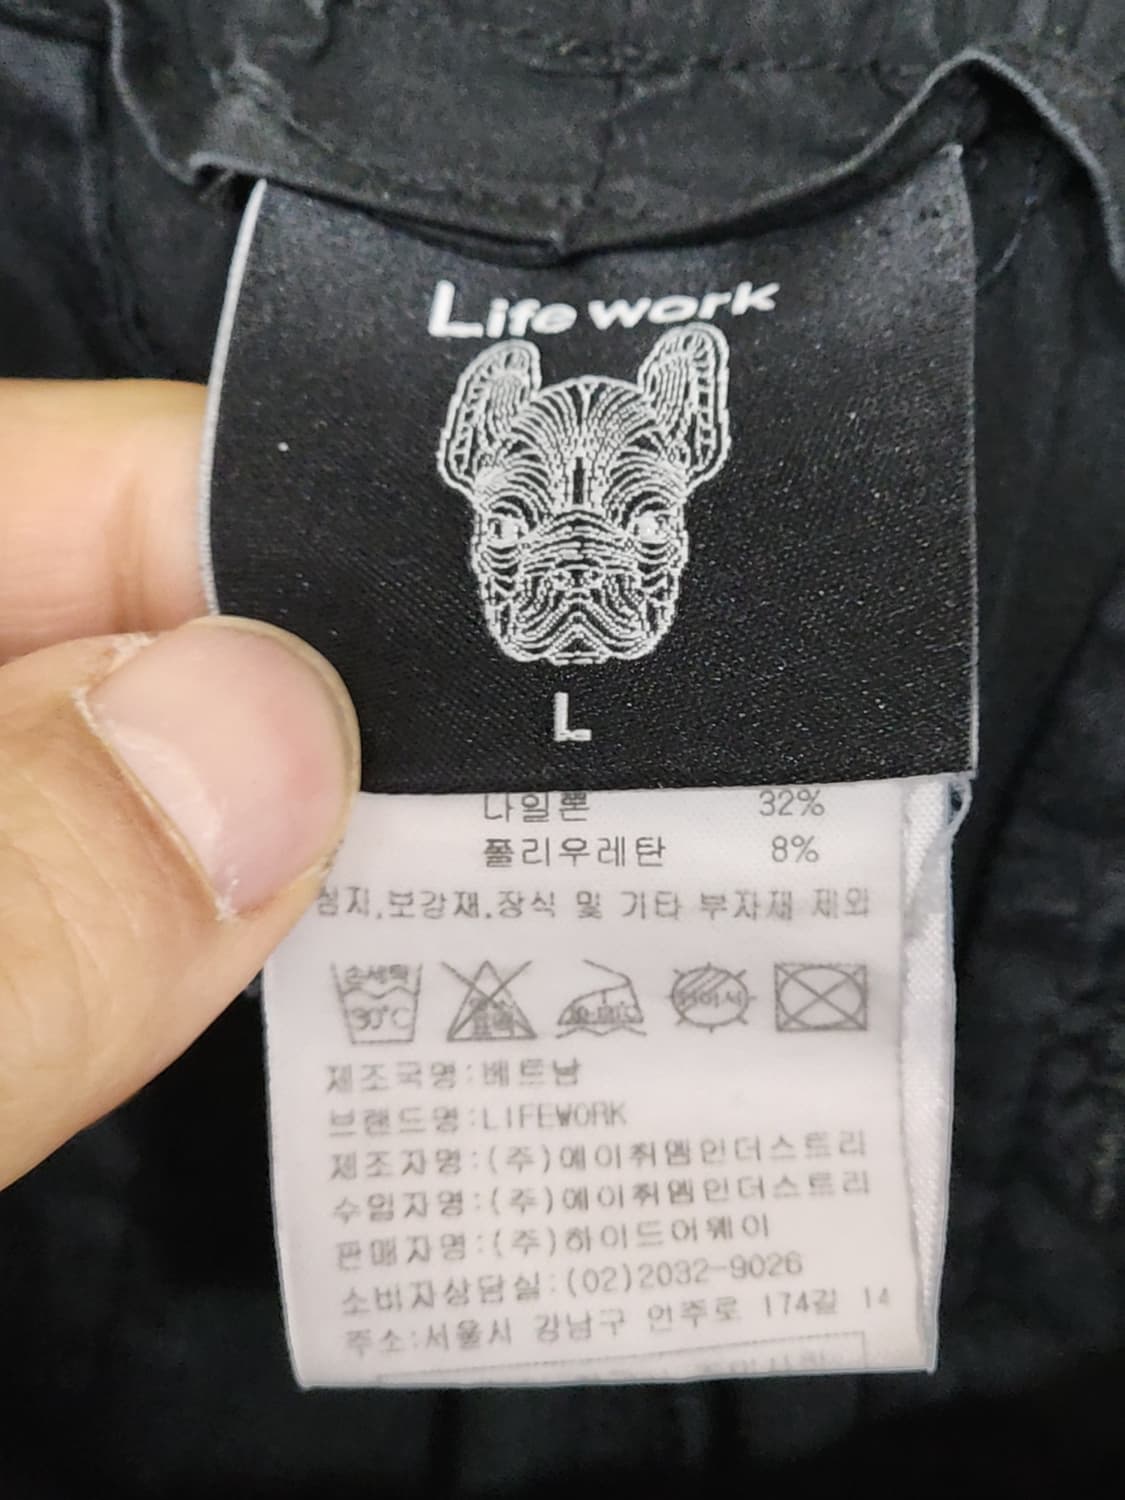 Life work
L
나일론 32%
폴리우레탄 8%
심지,보강재,장식 및 기타 부자재 제외
손세탁
30℃
제조국명:베트남
브랜드명:LIFEWORK
제조자명:(주)에이취엠인더스트리
수입자명:(주)에이취엠인더스트리
판매자명:(주)하이드어웨이
소비자상담실:(02)2032-9026
주소:서울시 강남구 언주로 174길 14